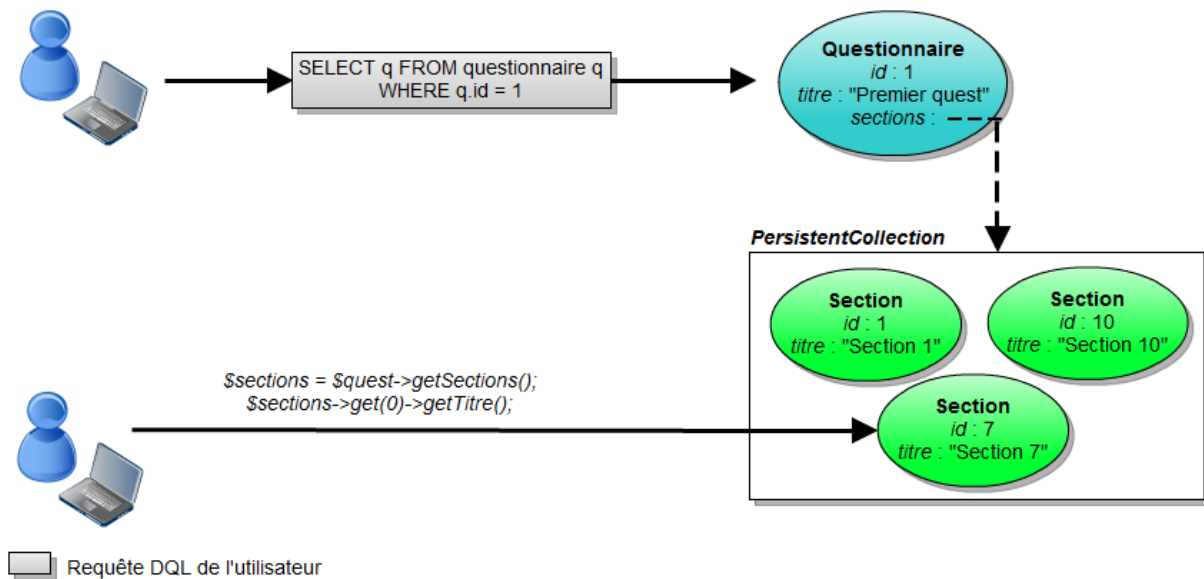 SELECT q FROM questionnaire q
WHERE q.id = 1
Questionnaire
id : 1
titre : "Premier quest"
sections :
PersistentCollection
Section
id : 1
titre : "Section 1"
Section
id : 10
titre : "Section 10"
$sections = $quest->getSections();
$sections->get(0)->getTitre();
Section
id : 7
titre : "Section 7"
Requête DQL de l'utilisateur